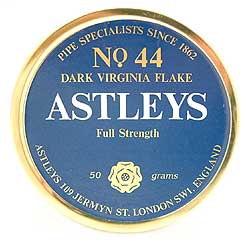 PIPE SPECIALISTS SINCE 1862
No 44
DARK VIRGINIA FLAKE
ASTLEYS
Full Strength
50 grams
ASTLEYS 109 JERMYN ST. LONDON SW1, ENGLAND